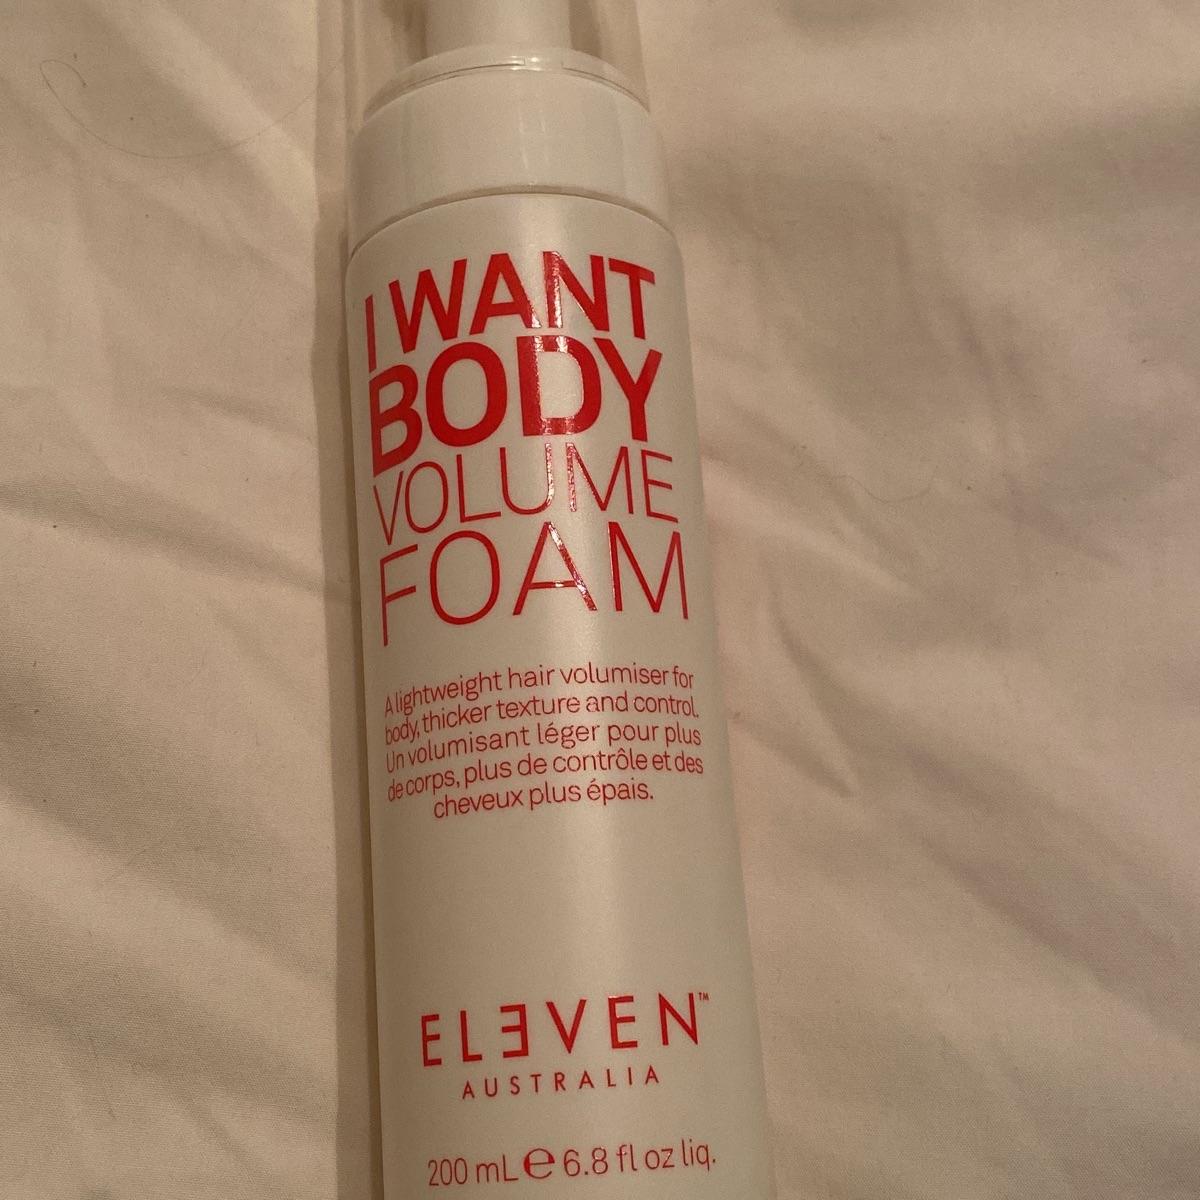 I WANT
BODY
VOLUME
FOAM
A lightweight hair volumiser for
body, thicker texture and control.
Un volumisant léger pour plus
de corps, plus de contrôle et des
cheveux plus épais.
ELEVEN™
AUSTRALIA
200 mL ℮ 6.8 fl oz liq.